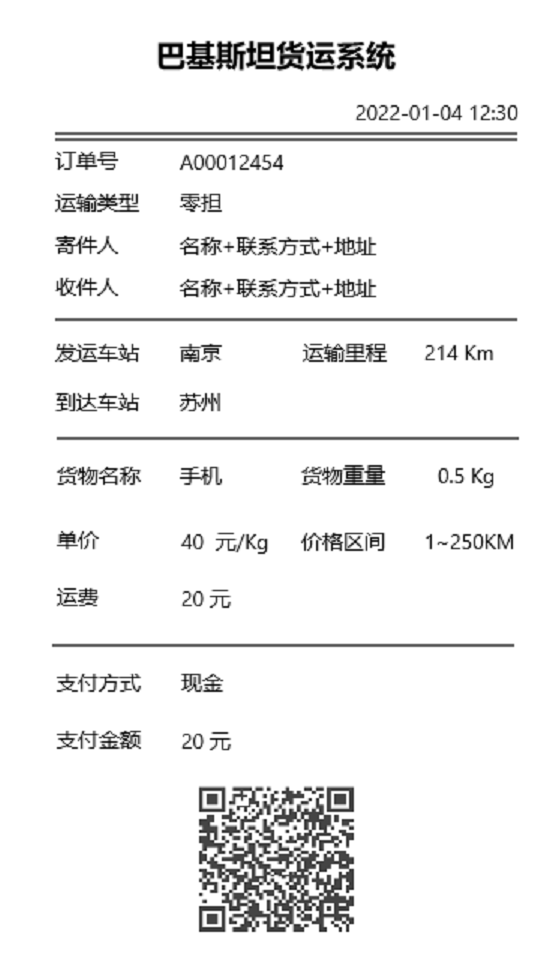 巴基斯坦货运系统
2022-01-04 12:30
订单号 A00012454
运输类型 零担
寄件人 名称+联系方式+地址
收件人 名称+联系方式+地址
发运车站 南京 运输里程 214 Km
到达车站 苏州
货物名称 手机 货物重量 0.5 Kg
单价 40 元/Kg 价格区间 1~250KM
运费 20 元
支付方式 现金
支付金额 20 元